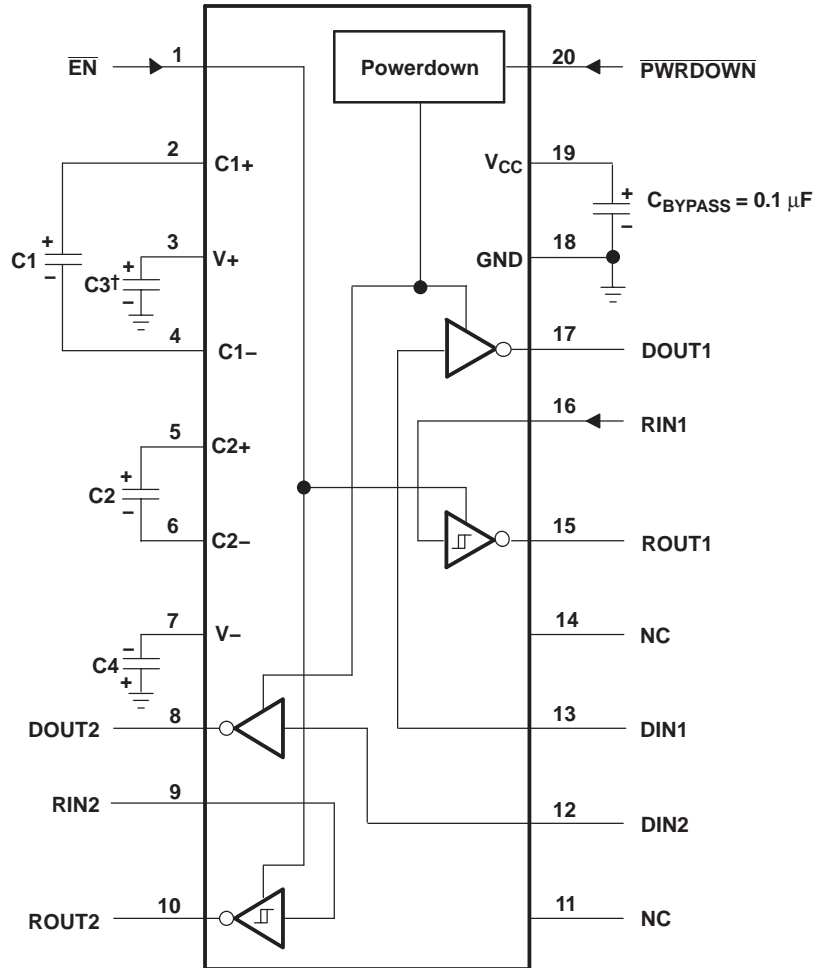 EN
1
Powerdown
20
PWRDOWN
2
C1+
VCC
19
+
CBYPASS = 0.1 μF
−
C1
+
−
3
V+
C3†
+
−
18
GND
4
C1−
17
DOUT1
16
RIN1
5
C2+
C2
+
−
6
C2−
15
ROUT1
7
V−
C4
−
+
14
NC
DOUT2
8
13
DIN1
RIN2
9
12
DIN2
ROUT2
10
11
NC